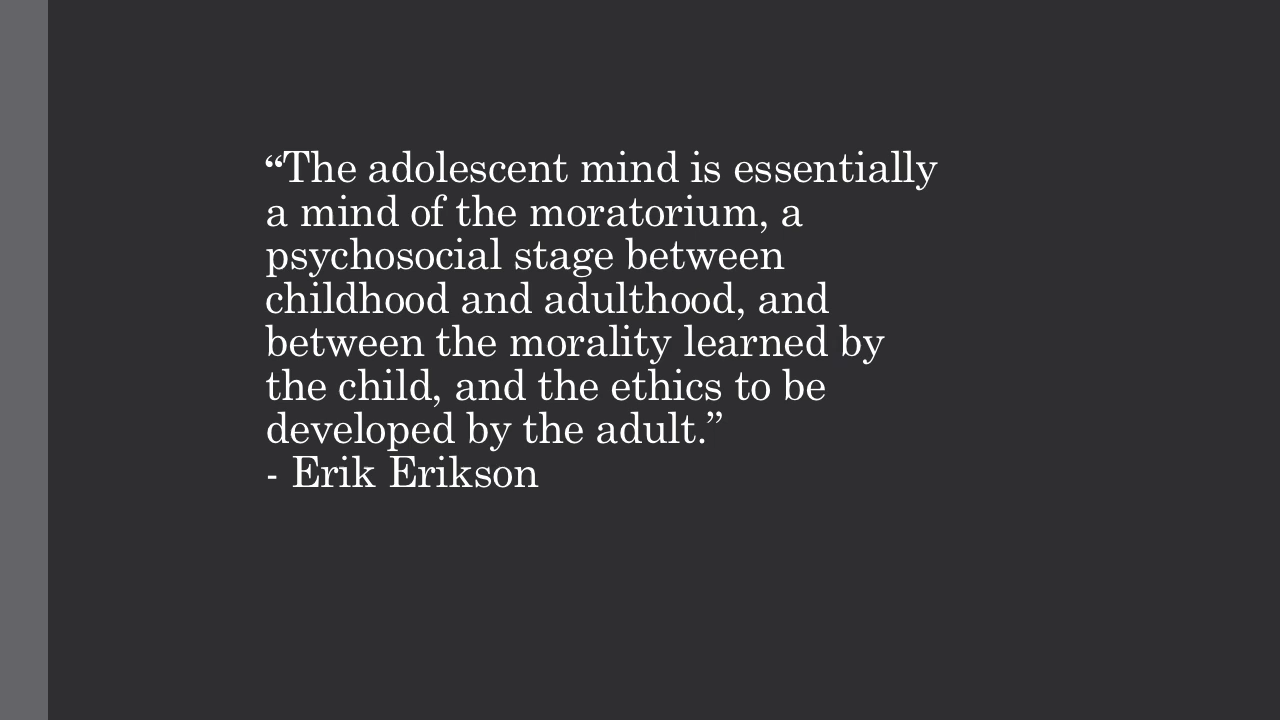 “The adolescent mind is essentially
a mind of the moratorium, a
psychosocial stage between
childhood and adulthood, and
between the morality learned by
the child, and the ethics to be
developed by the adult.”
- Erik Erikson